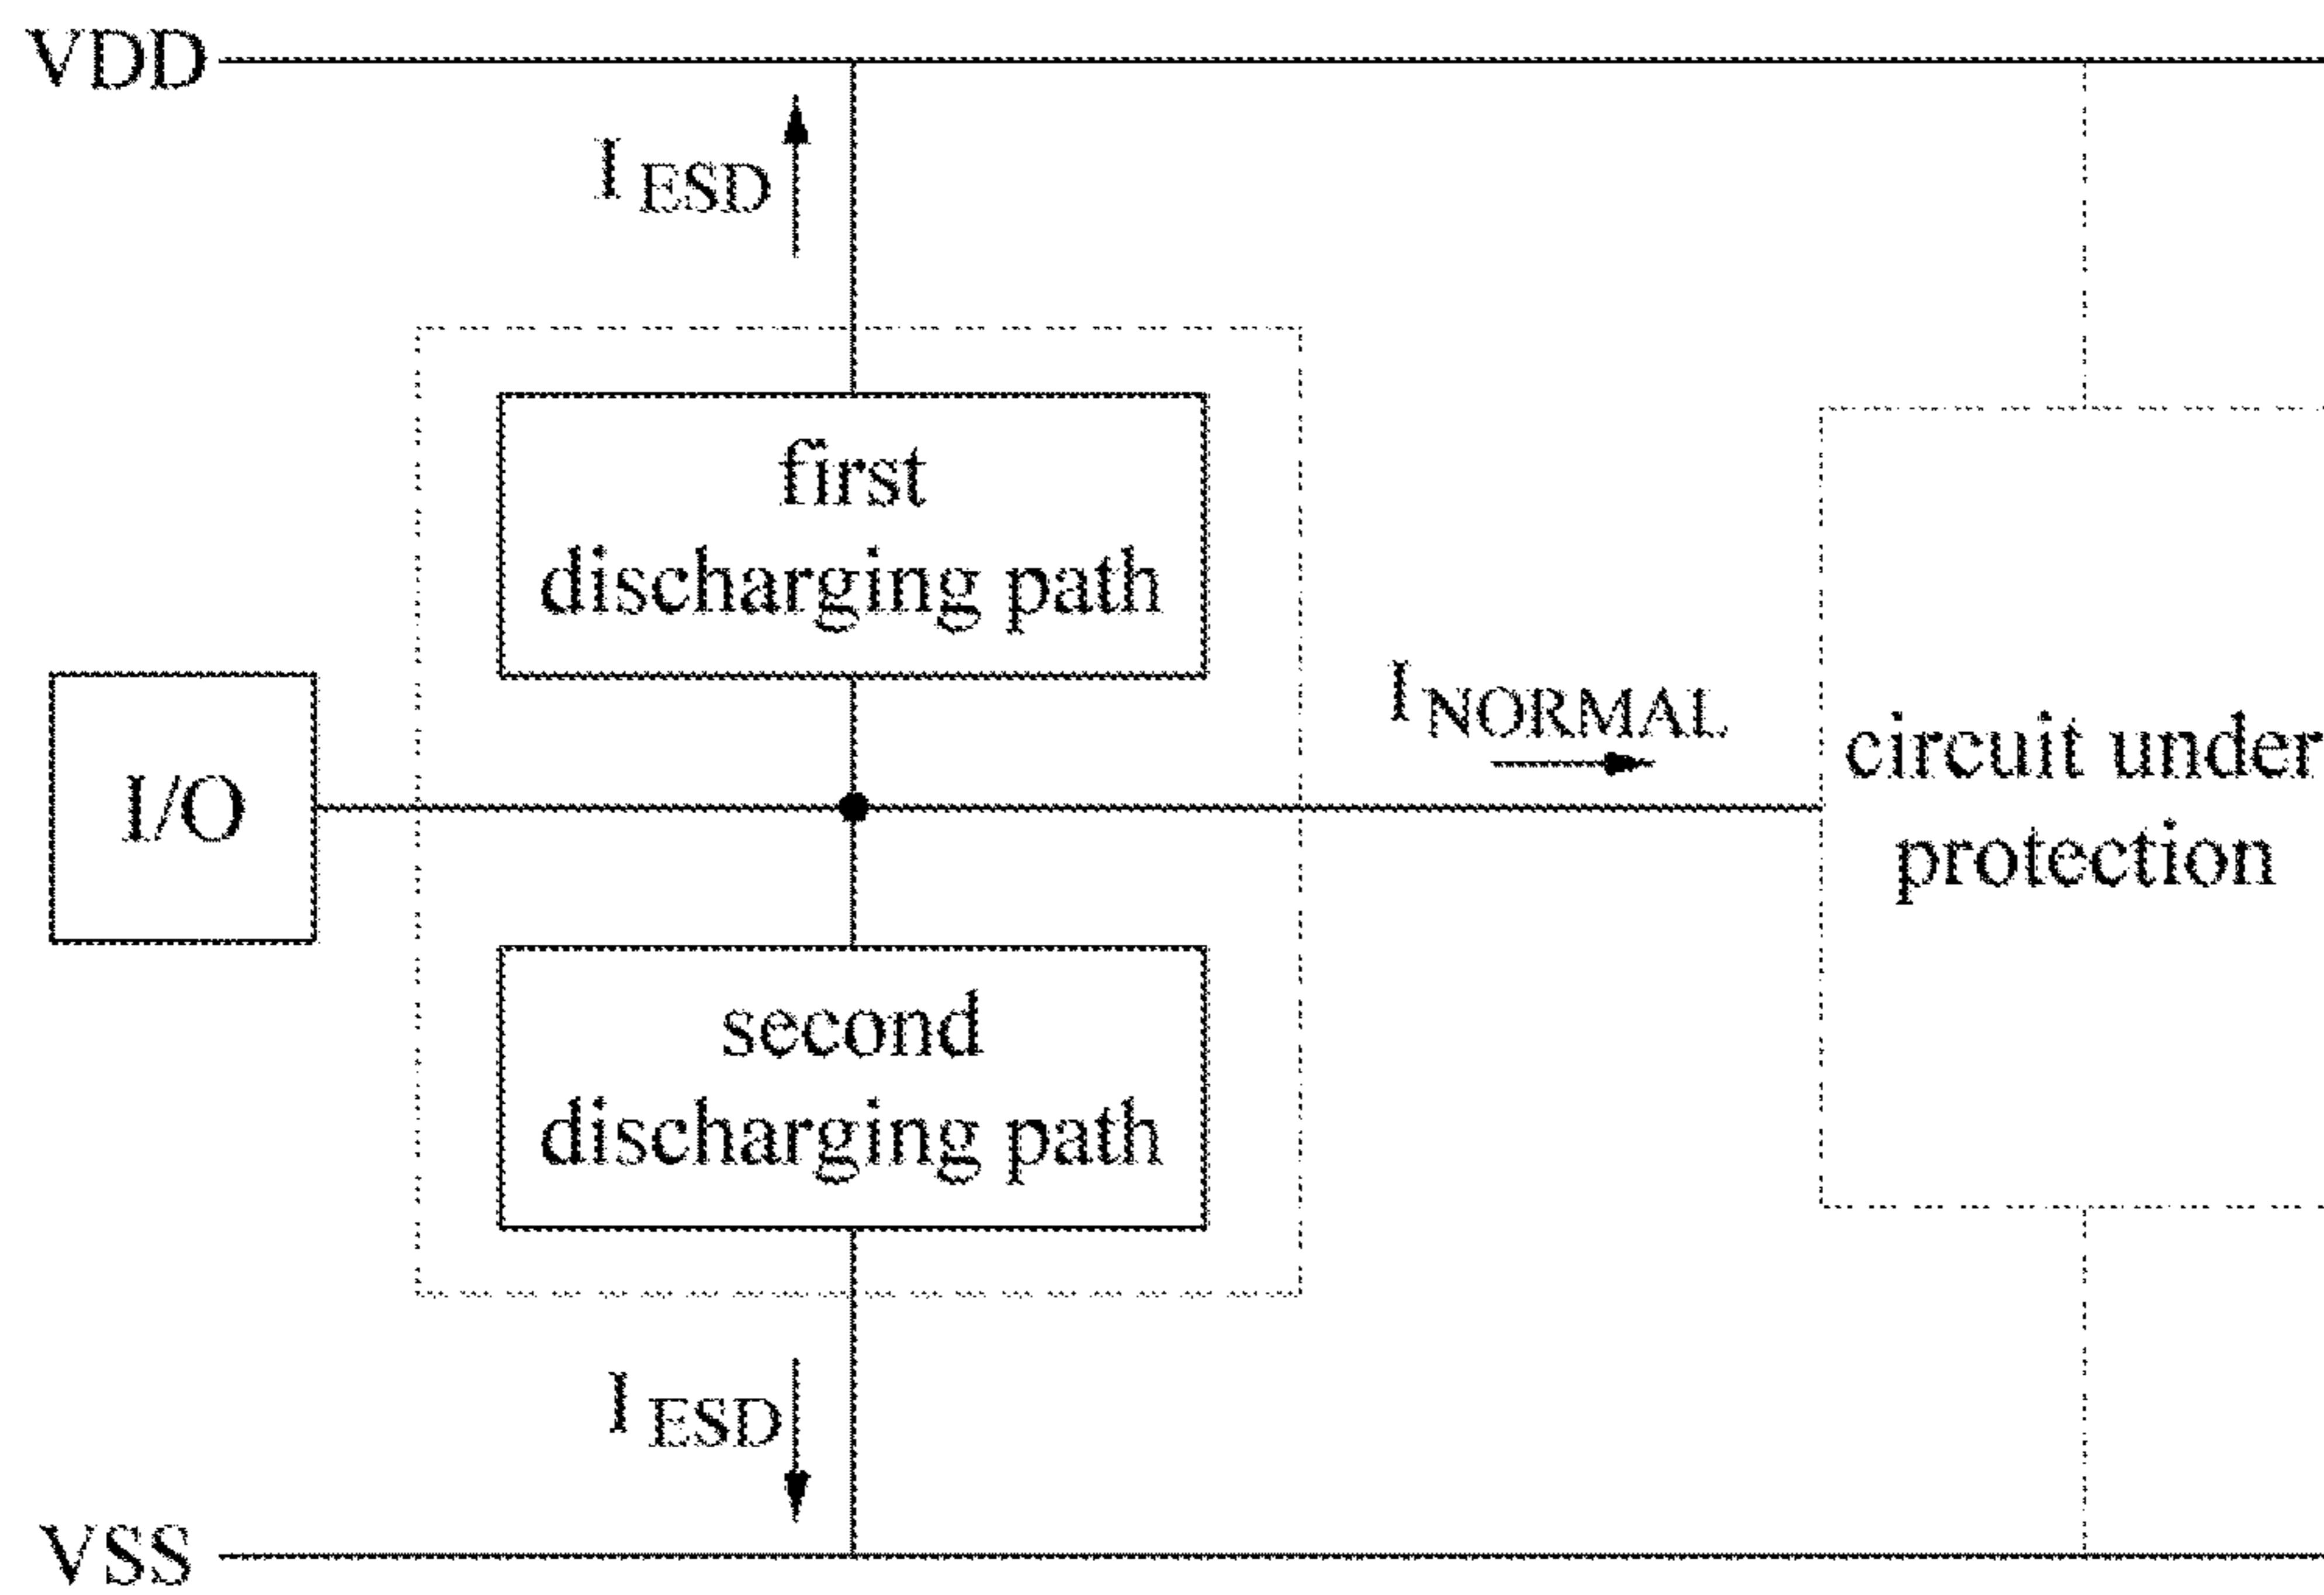 VDD
I ESD
first
discharging path
I/O
I NORMAL
circuit under
protection
second
discharging path
I ESD
VSS